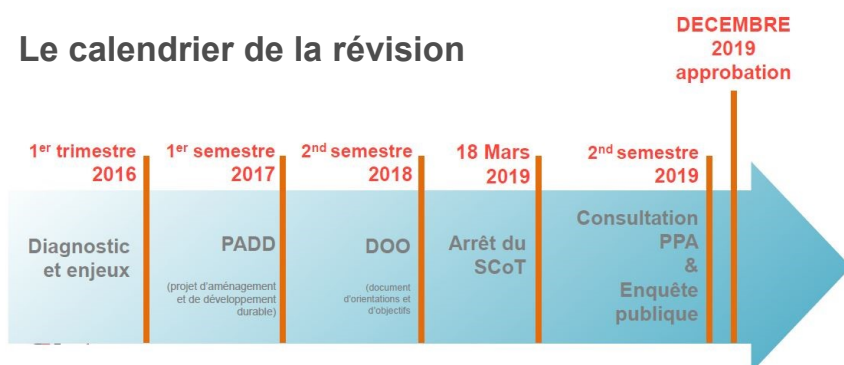 Le calendrier de la révision
DECEMBRE
2019
approbation
1er trimestre
2016
1er semestre
2017
2nd semestre
2018
18 Mars
2019
2nd semestre
2019
Diagnostic
et enjeux
PADD
(projet d'aménagement
et de développement
durable)
DOO
(document
d'orientations et
d'objectifs
Arrêt du
SCoT
Consultation
PPA
&
Enquête
publique